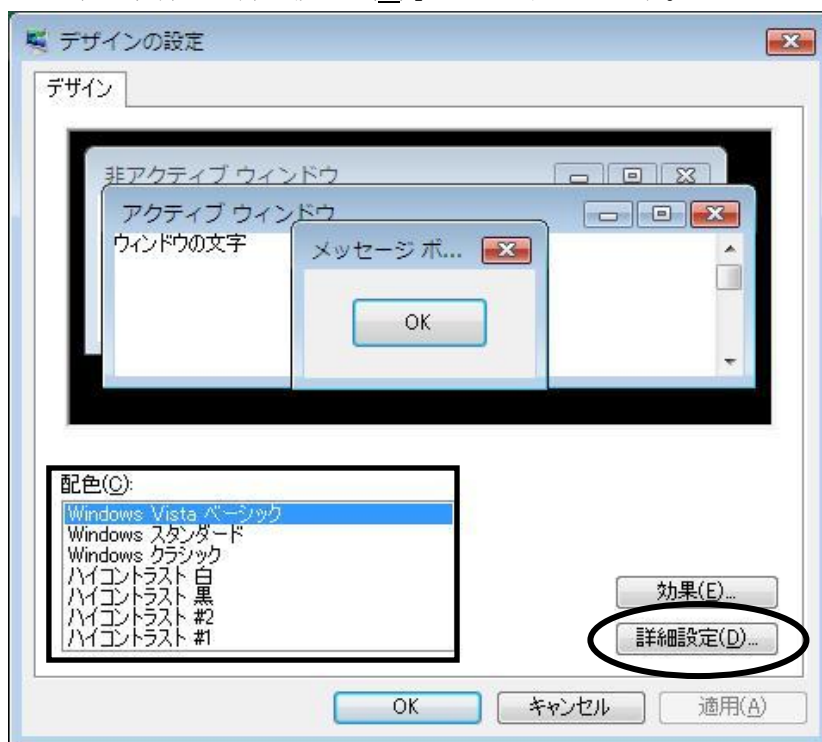 デザインの設定
デザイン
非アクティブ ウィンドウ
アクティブ ウィンドウ
ウィンドウの文字
メッセージ ボ...
OK
配色(C):
Windows Vista ベーシック
Windows スタンダード
Windows クラシック
ハイコントラスト 白
ハイコントラスト 黒
ハイコントラスト #2
ハイコントラスト #1
効果(E)...
詳細設定(D)...
OK
キャンセル
適用(A)